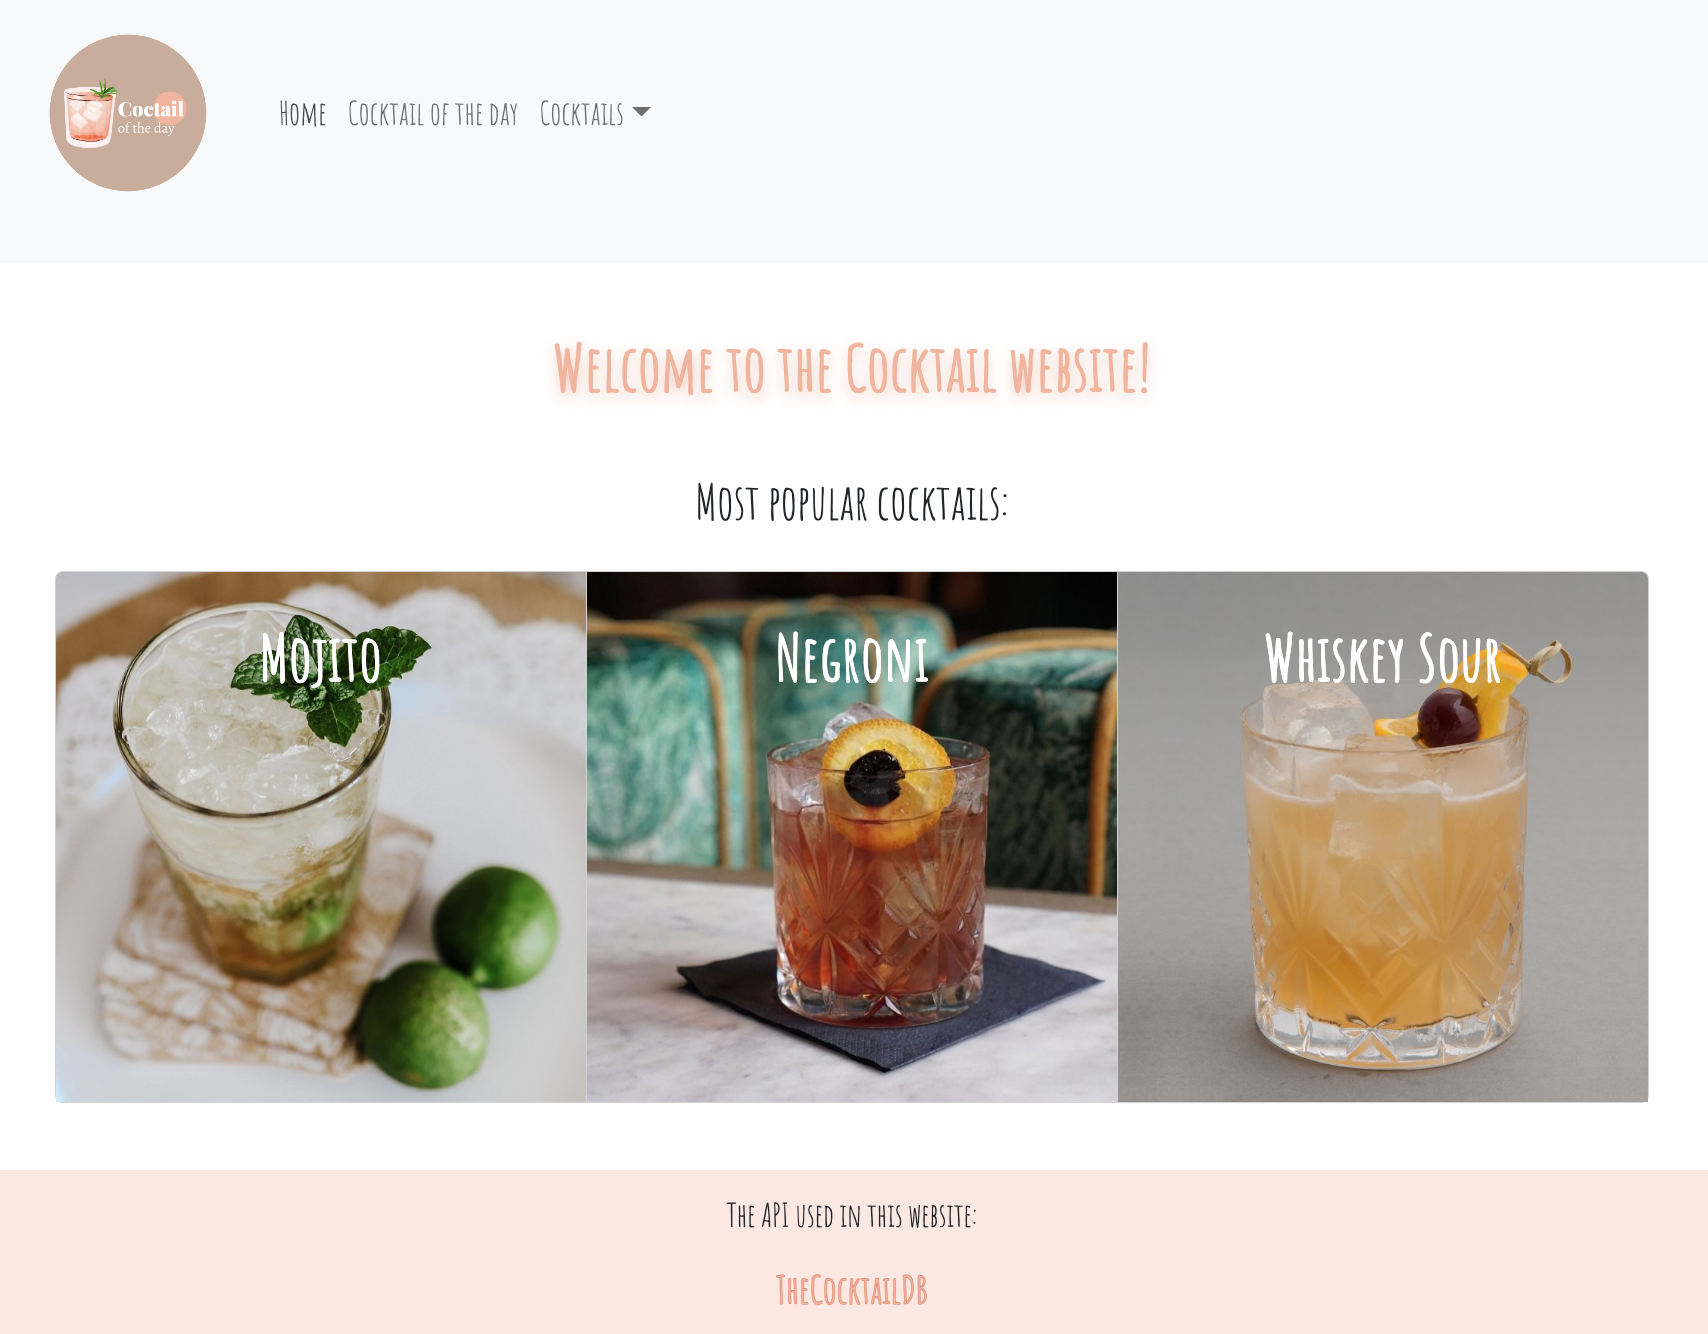 Coctail
of the day
Home Cocktail of the day Cocktails
Welcome to the Cocktail website!
Most popular cocktails:
Mojito
Negroni
Whiskey Sour
The API used in this website:
TheCocktailDB